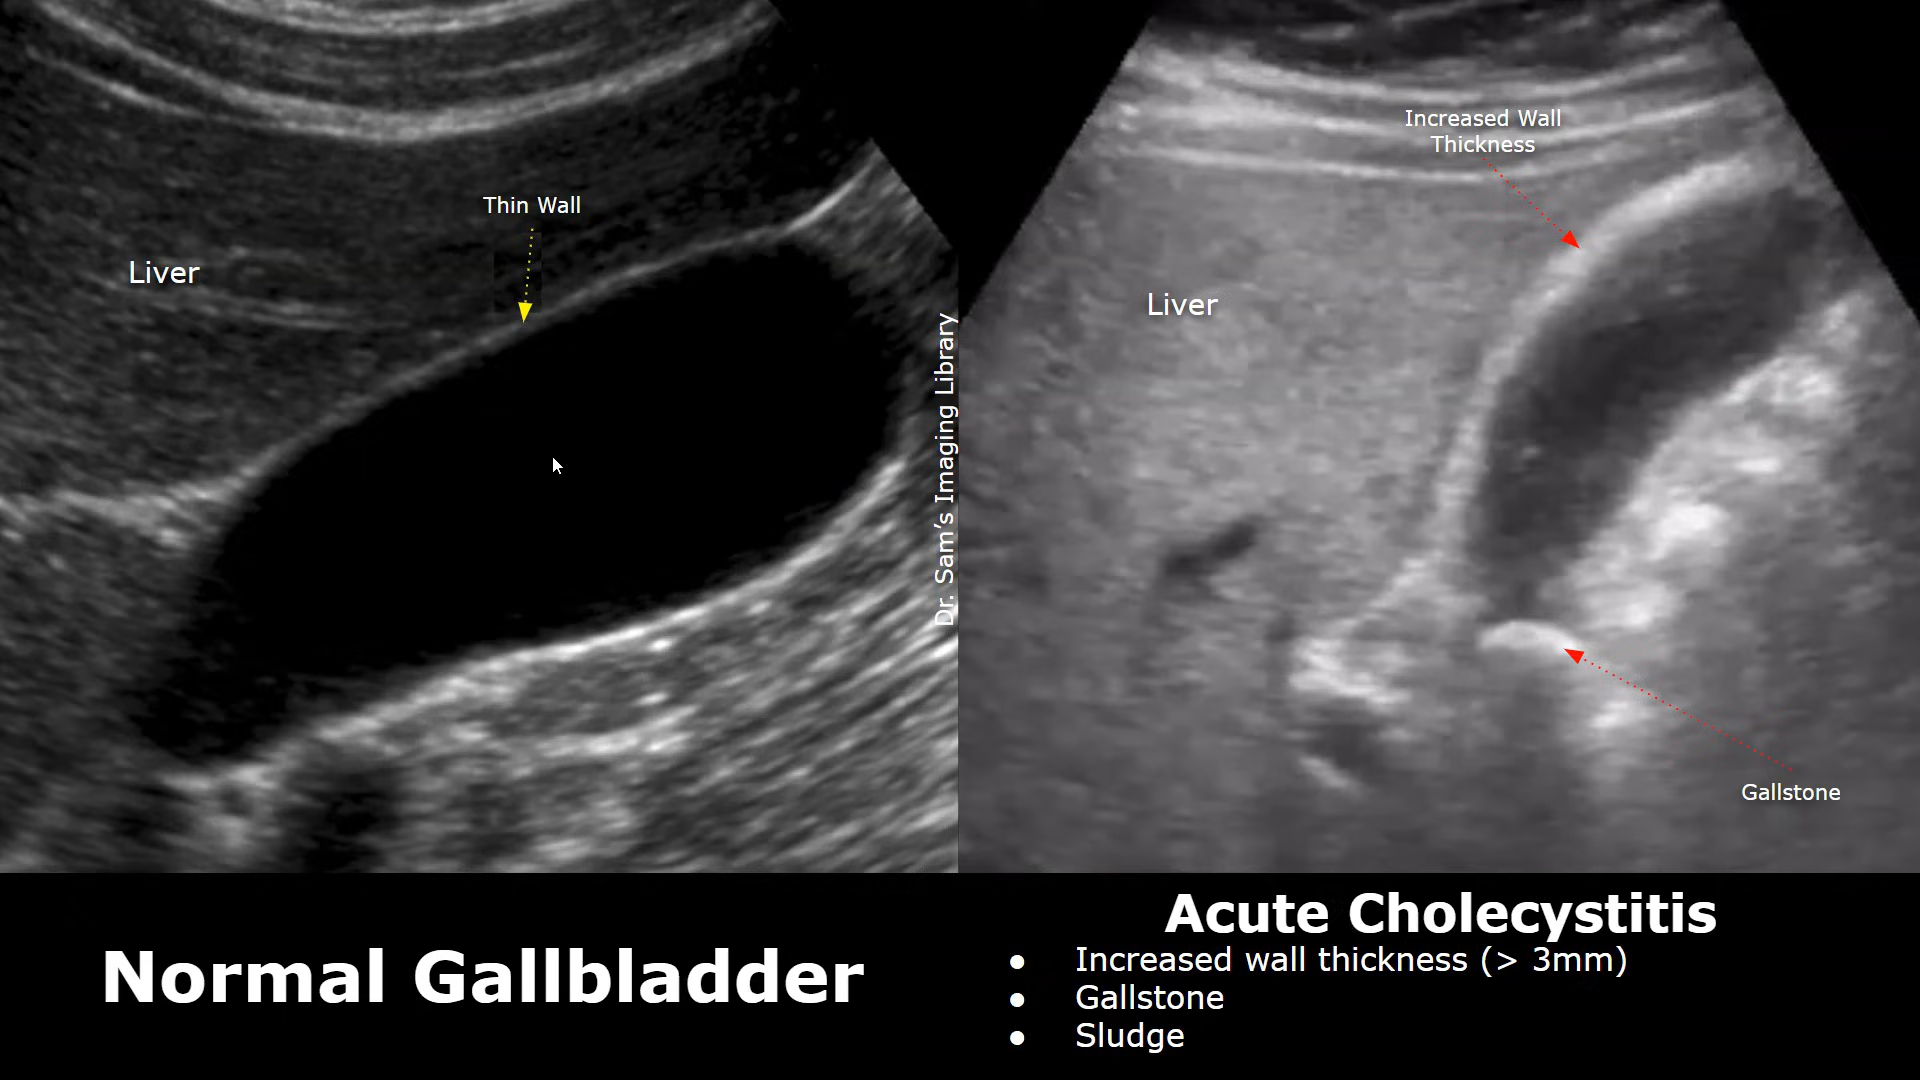 Thin Wall
Liver
Dr. Sam’s Imaging Library
Increased Wall
Thickness
Liver
Gallstone
Normal Gallbladder
Acute Cholecystitis
● Increased wall thickness (> 3mm)
● Gallstone
● Sludge